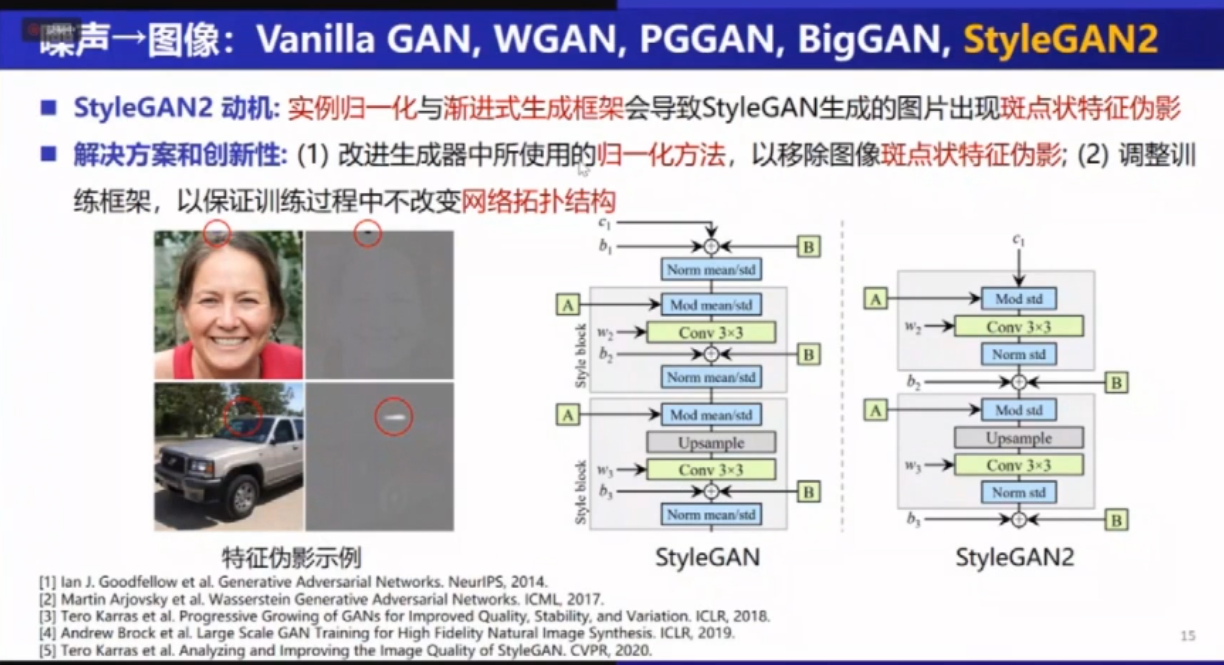 噪声→图像：Vanilla GAN, WGAN, PGGAN, BigGAN, StyleGAN2
■ StyleGAN2 动机: 实例归一化与渐进式生成框架会导致StyleGAN生成的图片出现斑点状特征伪影
■ 解决方案和创新性: (1) 改进生成器中所使用的归一化方法，以移除图像斑点状特征伪影; (2) 调整训
练框架，以保证训练过程中不改变网络拓扑结构
c1
b1
B
Norm mean/std
A
Mod mean/std
w2
Conv 3×3
b2
B
Norm mean/std
Style block
A
Mod mean/std
Upsample
w3
Conv 3×3
b3
B
Norm mean/std
Style block
c1
A
Mod std
w2
Conv 3×3
Norm std
b2
B
A
Mod std
Upsample
w3
Conv 3×3
Norm std
b3
B
特征伪影示例
StyleGAN
StyleGAN2
[1] Ian J. Goodfellow et al. Generative Adversarial Networks. NeurIPS, 2014.
[2] Martin Arjovsky et al. Wasserstein Generative Adversarial Networks. ICML, 2017.
[3] Tero Karras et al. Progressive Growing of GANs for Improved Quality, Stability, and Variation. ICLR, 2018.
[4] Andrew Brock et al. Large Scale GAN Training for High Fidelity Natural Image Synthesis. ICLR, 2019.
[5] Tero Karras et al. Analyzing and Improving the Image Quality of StyleGAN. CVPR, 2020.
15